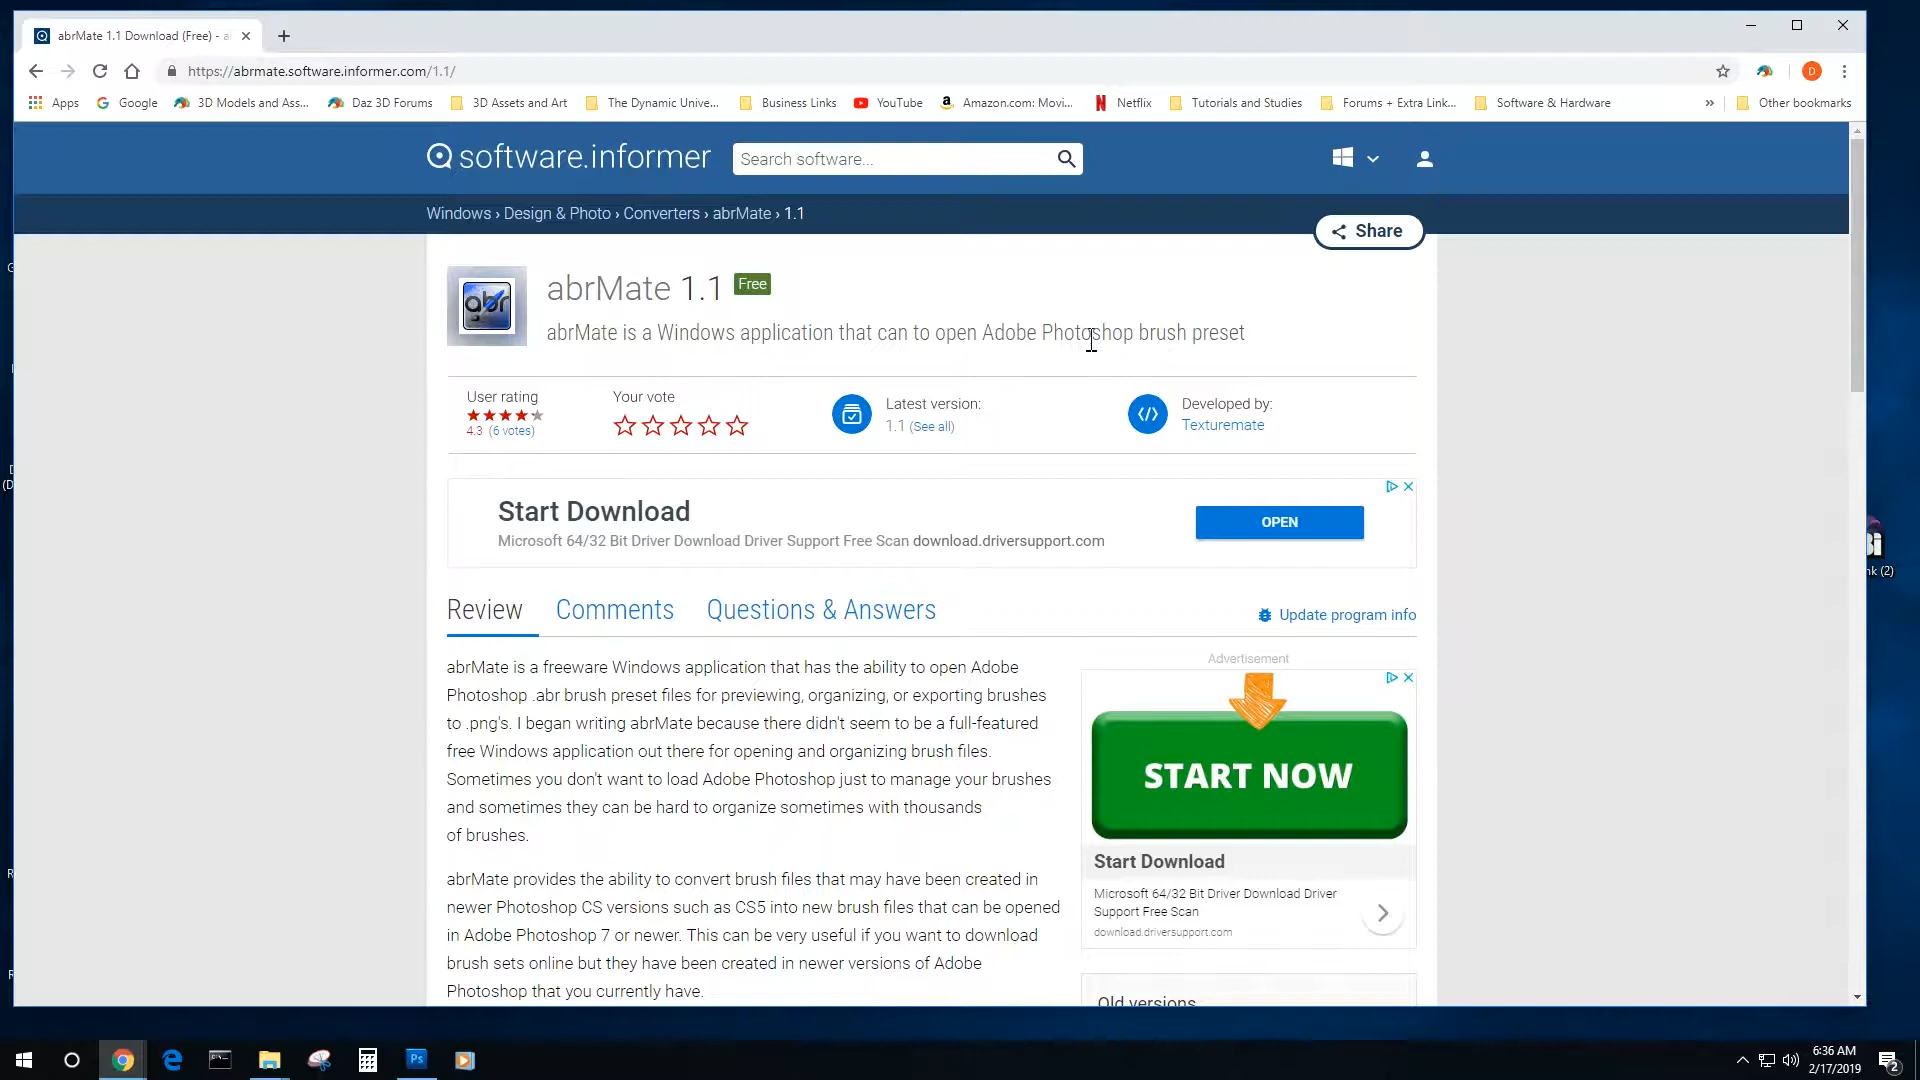 abrMate 1.1 Download (Free) - a
https://abrmate.software.informer.com/1.1/
D
Apps
Google
3D Models and Ass...
Daz 3D Forums
3D Assets and Art
The Dynamic Unive...
Business Links
YouTube
Amazon.com: Movi...
Netflix
Tutorials and Studies
Forums + Extra Link...
Software & Hardware
»
Other bookmarks
software.informer
Search software...
Windows › Design & Photo › Converters › abrMate › 1.1
Share
abr
abrMate 1.1 Free
abrMate is a Windows application that can to open Adobe Photoshop brush preset
User rating
4.3 (6 votes)
Your vote
Latest version:
1.1 (See all)
Developed by:
Texturemate
Start Download
Microsoft 64/32 Bit Driver Download Driver Support Free Scan download.driversupport.com
OPEN
Review
Comments
Questions & Answers
Update program info
abrMate is a freeware Windows application that has the ability to open Adobe
Photoshop .abr brush preset files for previewing, organizing, or exporting brushes
to .png's. I began writing abrMate because there didn't seem to be a full-featured
free Windows application out there for opening and organizing brush files.
Sometimes you don't want to load Adobe Photoshop just to manage your brushes
and sometimes they can be hard to organize sometimes with thousands
of brushes.
abrMate provides the ability to convert brush files that may have been created in
newer Photoshop CS versions such as CS5 into new brush files that can be opened
in Adobe Photoshop 7 or newer. This can be very useful if you want to download
brush sets online but they have been created in newer versions of Adobe
Photoshop that you currently have.
Advertisement
START NOW
Start Download
Microsoft 64/32 Bit Driver Download Driver
Support Free Scan
download.driversupport.com
Old versions
nk (2)
Ps
6:36 AM
2/17/2019
2